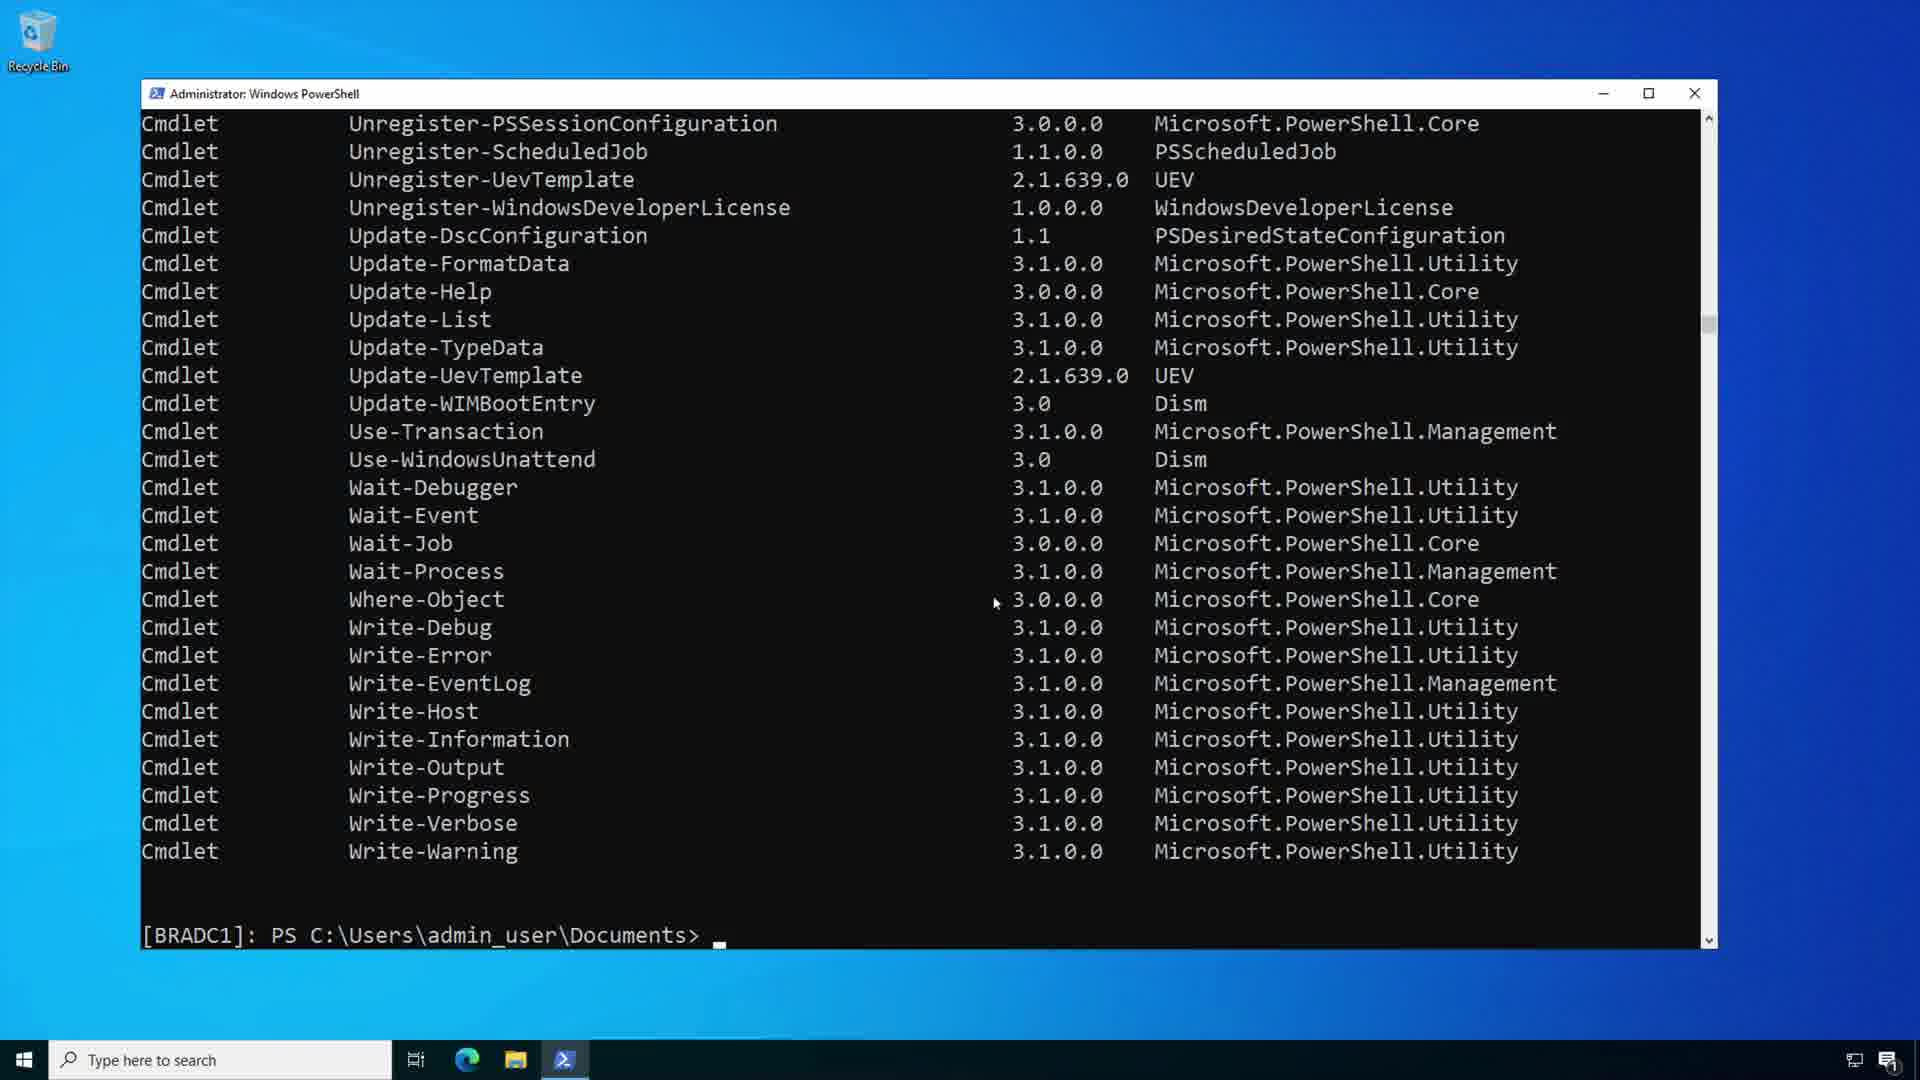 Recycle Bin
Administrator: Windows PowerShell
Cmdlet Unregister-PSSessionConfiguration 3.0.0.0 Microsoft.PowerShell.Core
Cmdlet Unregister-ScheduledJob 1.1.0.0 PSScheduledJob
Cmdlet Unregister-UevTemplate 2.1.639.0 UEV
Cmdlet Unregister-WindowsDeveloperLicense 1.0.0.0 WindowsDeveloperLicense
Cmdlet Update-DscConfiguration 1.1 PSDesiredStateConfiguration
Cmdlet Update-FormatData 3.1.0.0 Microsoft.PowerShell.Utility
Cmdlet Update-Help 3.0.0.0 Microsoft.PowerShell.Core
Cmdlet Update-List 3.1.0.0 Microsoft.PowerShell.Utility
Cmdlet Update-TypeData 3.1.0.0 Microsoft.PowerShell.Utility
Cmdlet Update-UevTemplate 2.1.639.0 UEV
Cmdlet Update-WIMBootEntry 3.0 Dism
Cmdlet Use-Transaction 3.1.0.0 Microsoft.PowerShell.Management
Cmdlet Use-WindowsUnattend 3.0 Dism
Cmdlet Wait-Debugger 3.1.0.0 Microsoft.PowerShell.Utility
Cmdlet Wait-Event 3.1.0.0 Microsoft.PowerShell.Utility
Cmdlet Wait-Job 3.0.0.0 Microsoft.PowerShell.Core
Cmdlet Wait-Process 3.1.0.0 Microsoft.PowerShell.Management
Cmdlet Where-Object 3.0.0.0 Microsoft.PowerShell.Core
Cmdlet Write-Debug 3.1.0.0 Microsoft.PowerShell.Utility
Cmdlet Write-Error 3.1.0.0 Microsoft.PowerShell.Utility
Cmdlet Write-EventLog 3.1.0.0 Microsoft.PowerShell.Management
Cmdlet Write-Host 3.1.0.0 Microsoft.PowerShell.Utility
Cmdlet Write-Information 3.1.0.0 Microsoft.PowerShell.Utility
Cmdlet Write-Output 3.1.0.0 Microsoft.PowerShell.Utility
Cmdlet Write-Progress 3.1.0.0 Microsoft.PowerShell.Utility
Cmdlet Write-Verbose 3.1.0.0 Microsoft.PowerShell.Utility
Cmdlet Write-Warning 3.1.0.0 Microsoft.PowerShell.Utility
[BRADC1]: PS C:\Users\admin_user\Documents>
Type here to search
1